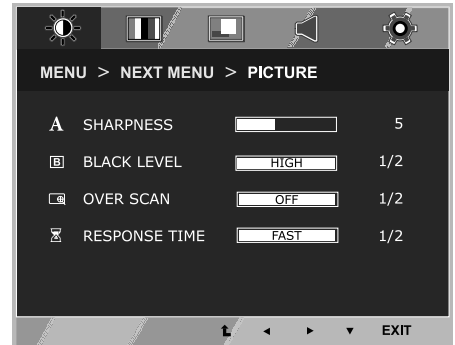 MENU > NEXT MENU > PICTURE
A SHARPNESS 5
B BLACK LEVEL HIGH 1/2
OVER SCAN OFF 1/2
RESPONSE TIME FAST 1/2
EXIT